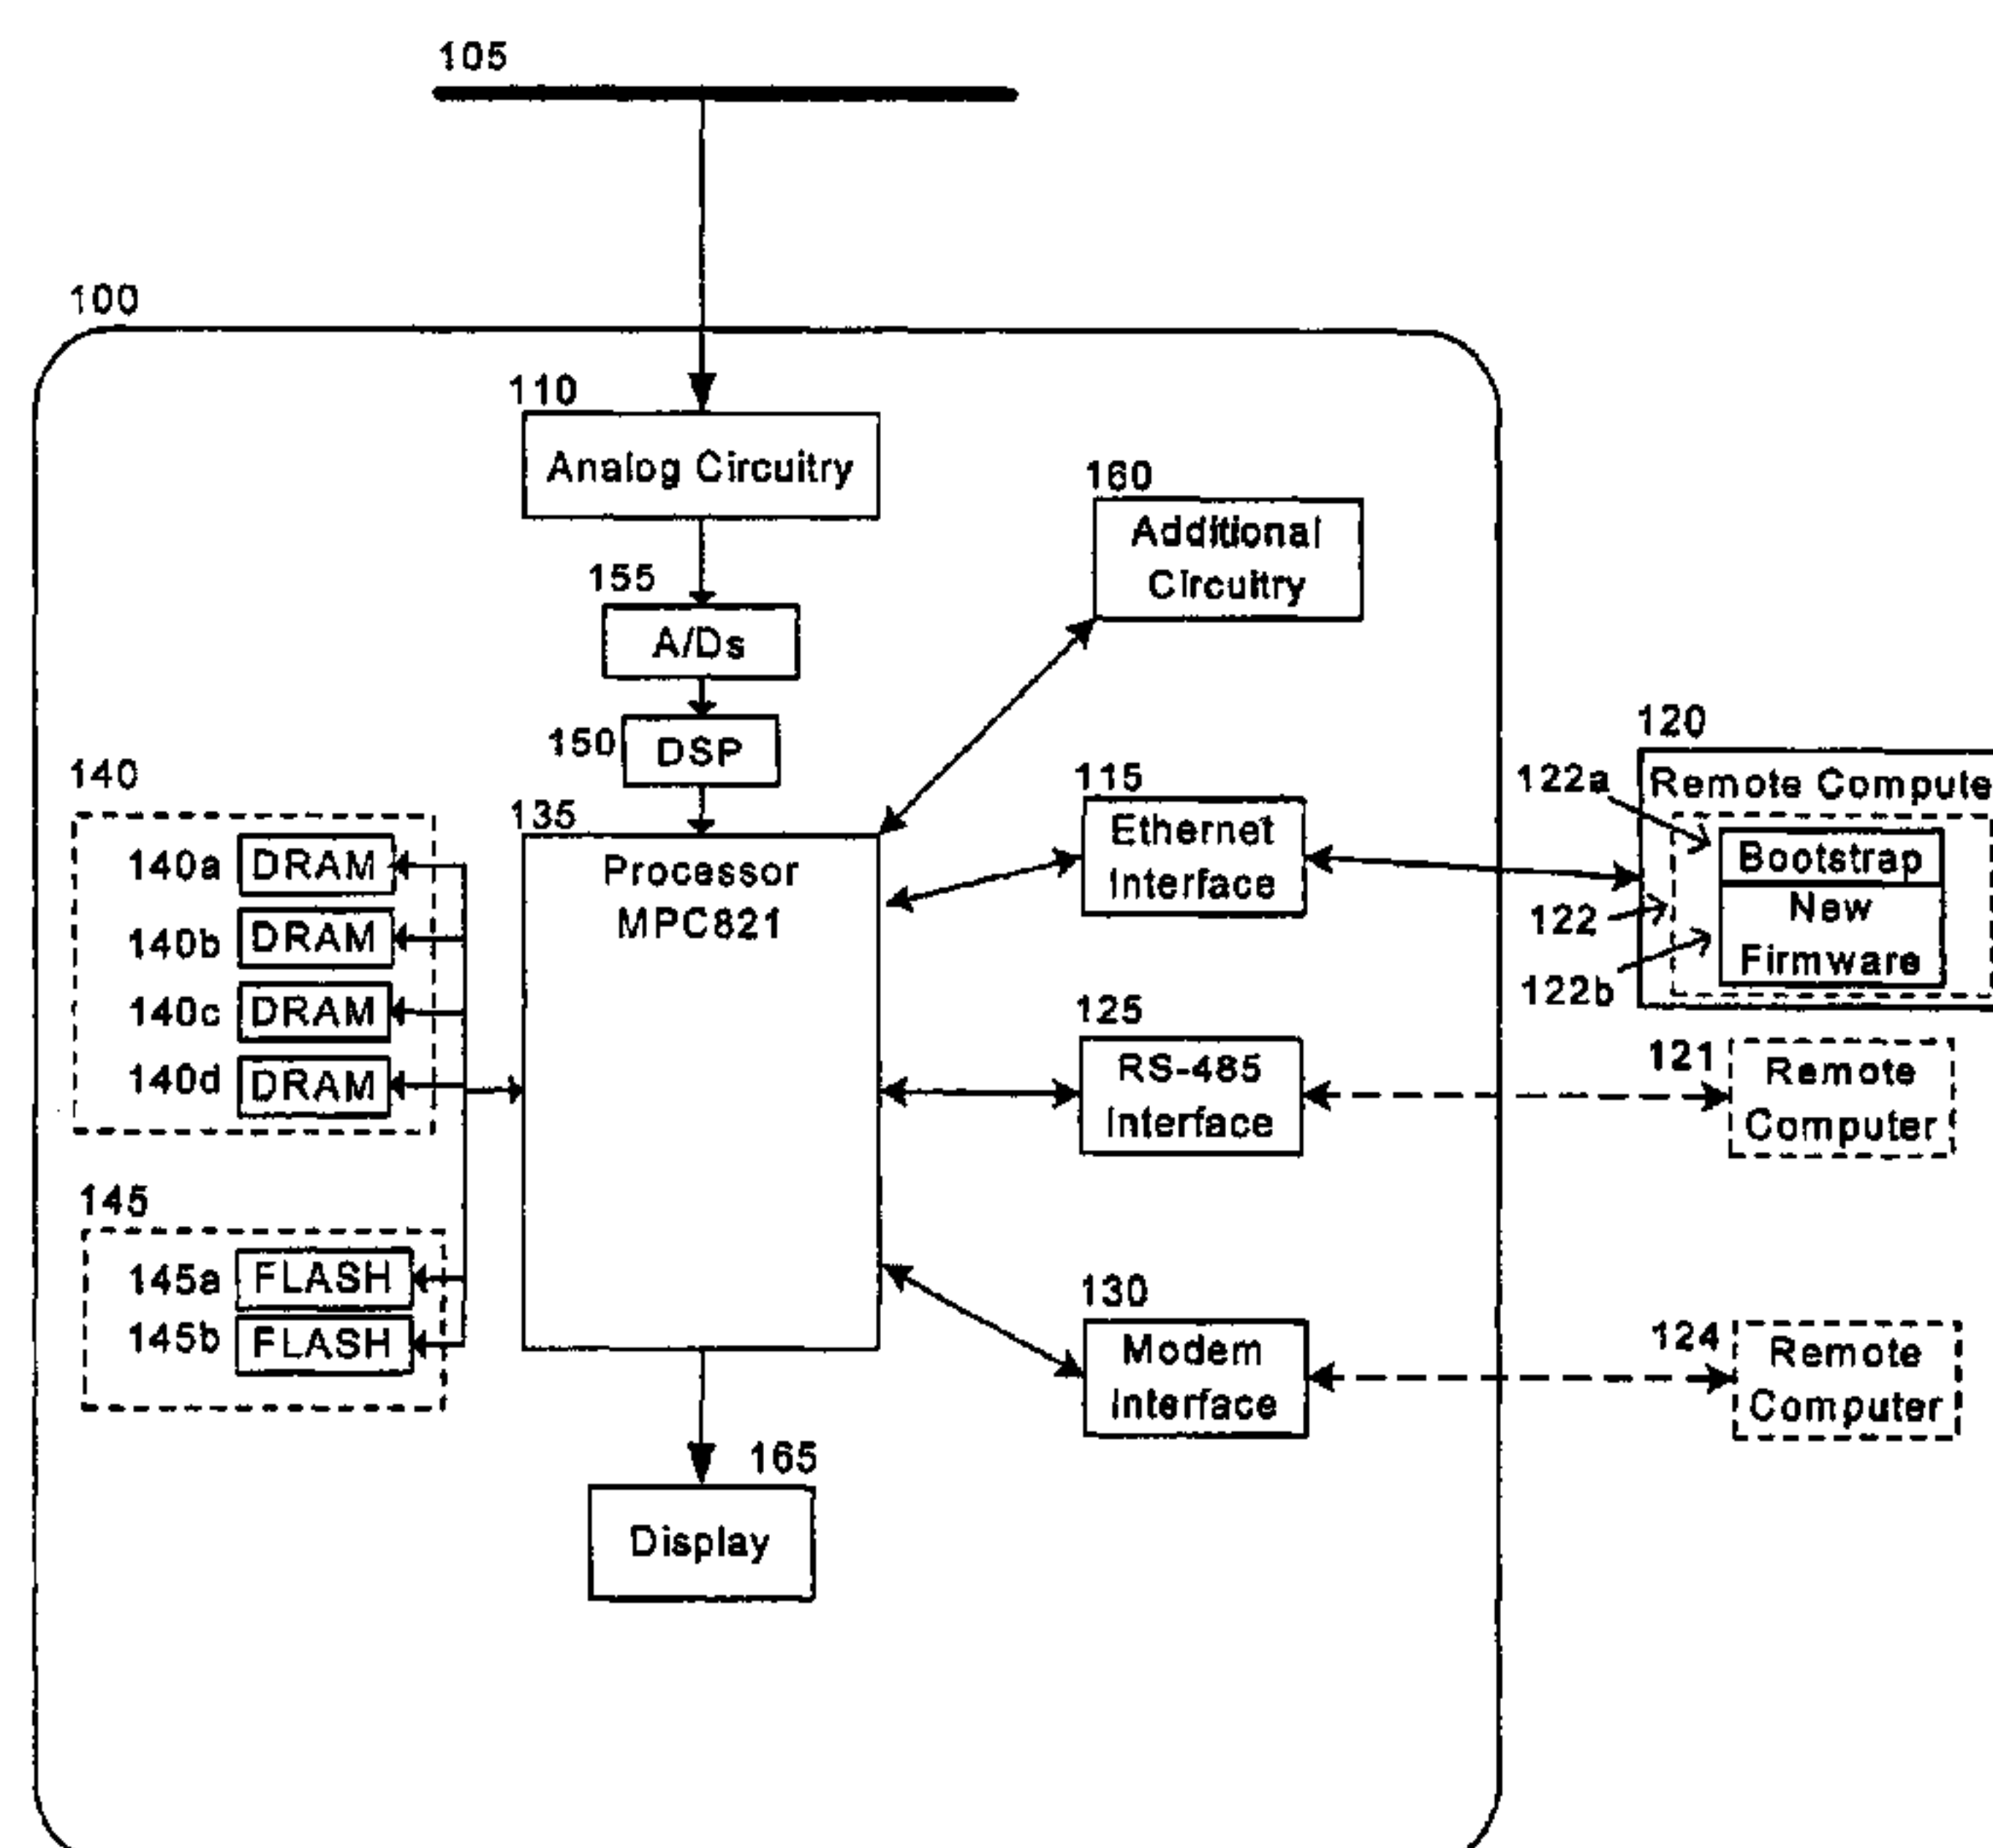 105
100
110
Analog Circuitry
160
Additional
Circuitry
155
A/Ds
150
DSP
120
Remote Compute
122a
Bootstrap
122
New
Firmware
122b
140
140a
DRAM
140b
DRAM
140c
DRAM
140d
DRAM
135
Processor
MPC821
115
Ethernet
Interface
125
RS-485
Interface
121
Remote
Computer
145
145a
FLASH
145b
FLASH
130
Modem
Interface
124
Remote
Computer
165
Display